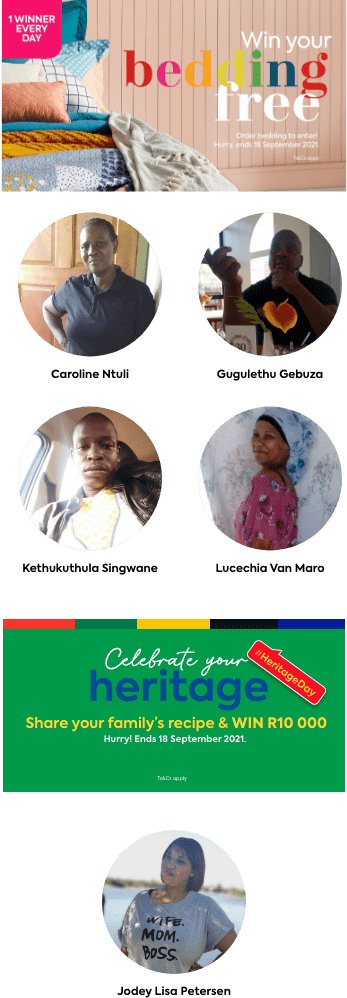 1 WINNER
EVERY
DAY
Win your
bedding
free
Order bedding to enter!
Hurry, ends 18 September 2021.
Ts&Cs apply
Caroline Ntuli
Gugulethu Gebuza
Kethukuthula Singwane
Lucechia Van Maro
Celebrate your
heritage
#HeritageDay
Share your family's recipe & WIN R10 000
Hurry! Ends 18 September 2021.
Ts&Cs apply
WIFE.
MOM.
BOSS.
Jodey Lisa Petersen